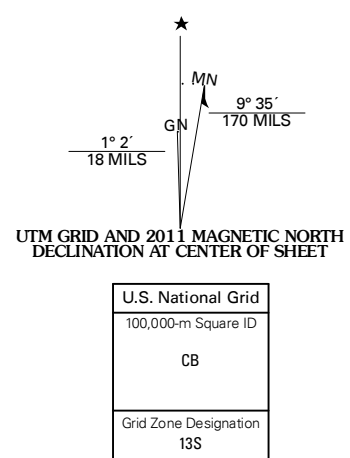 ★
MN
GN
9° 35´
170 MILS
1° 2´
18 MILS
UTM GRID AND 2011 MAGNETIC NORTH
DECLINATION AT CENTER OF SHEET
U.S. National Grid
100,000-m Square ID
CB
Grid Zone Designation
13S